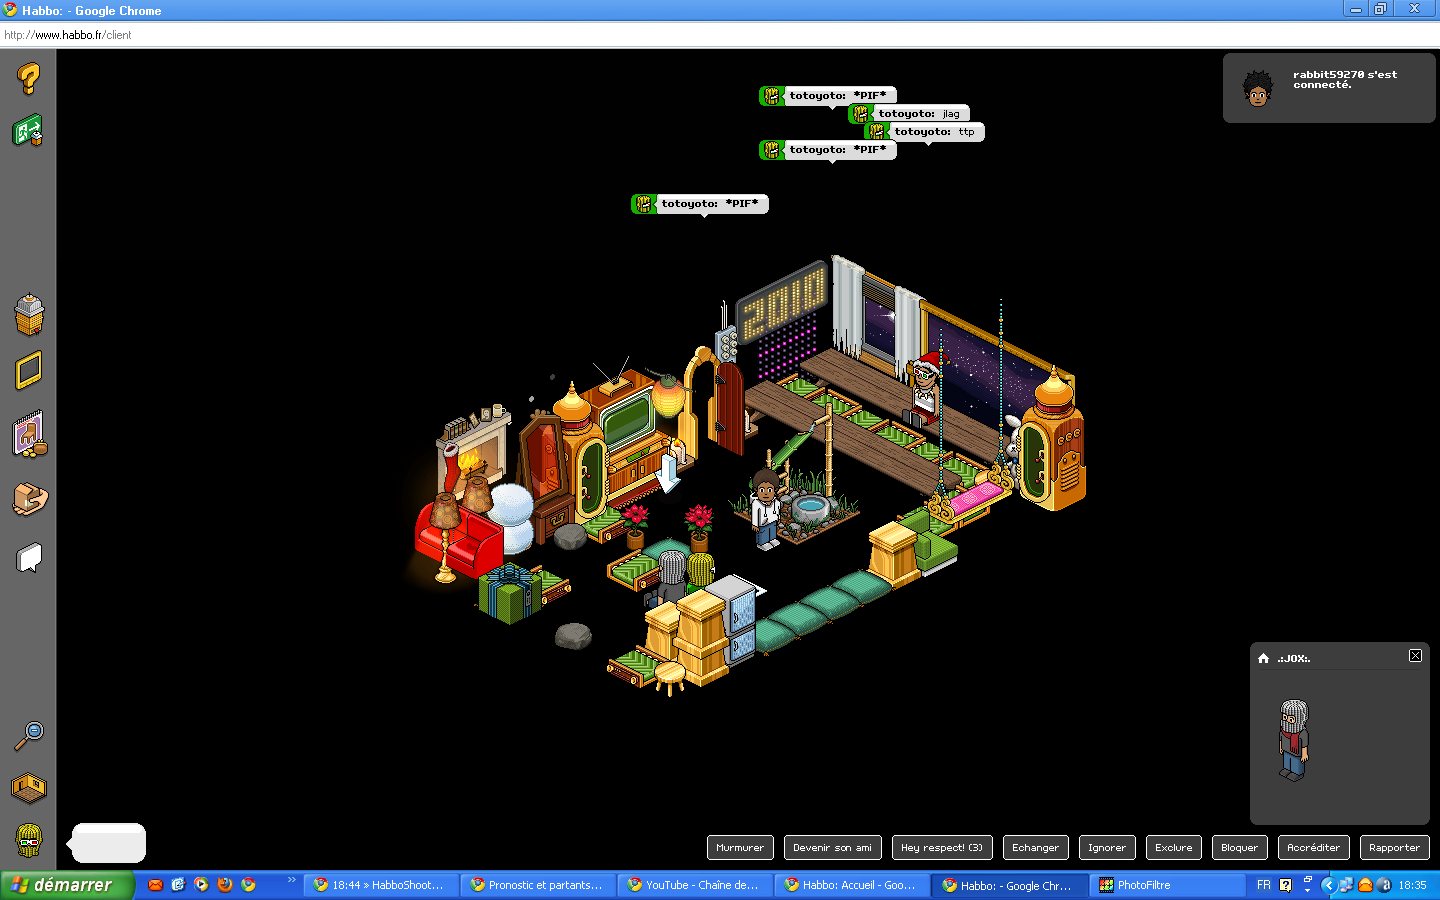 Habbo: - Google Chrome
http://www.habbo.fr/client
rabbit59270 s'est
connecté.
totoyoto: *PIF*
totoyoto: jlag
totoyoto: ttp
totoyoto: *PIF*
totoyoto: *PIF*
2010
.:JOX:.
Murmurer
Devenir son ami
Hey respect! (3)
Echanger
Ignorer
Exclure
Bloquer
Accréditer
Rapporter
démarrer
18:44 » HabboShoot...
Pronostic et partants...
YouTube - Chaîne de...
Habbo: Accueil - Goo...
Habbo: - Google Chr...
PhotoFiltre
FR
18:35